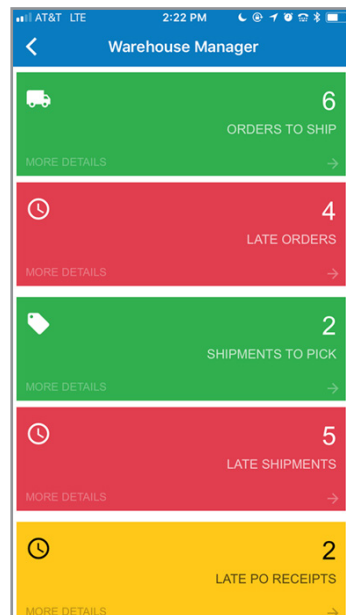 AT&T LTE 2:22 PM
Warehouse Manager
6
ORDERS TO SHIP
MORE DETAILS
4
LATE ORDERS
MORE DETAILS
2
SHIPMENTS TO PICK
MORE DETAILS
5
LATE SHIPMENTS
MORE DETAILS
2
LATE PO RECEIPTS
MORE DETAILS